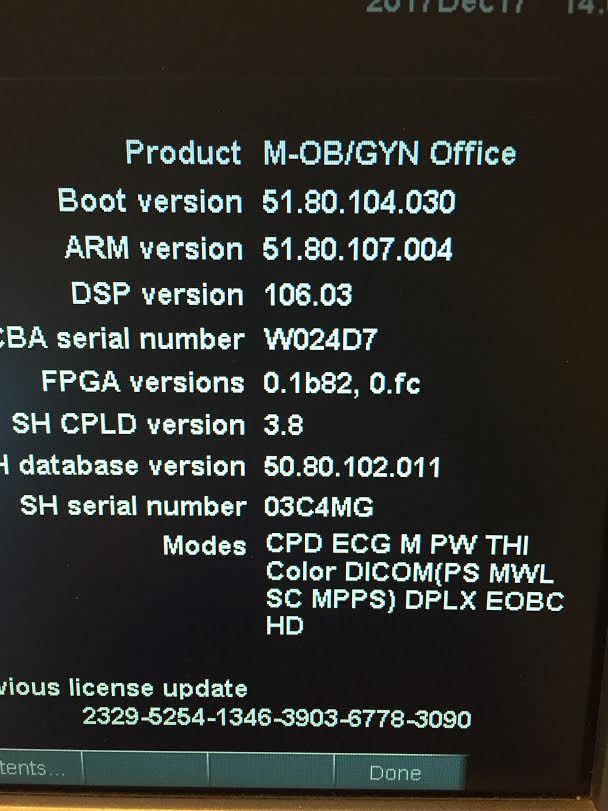 2017Dec17 14.
Product M-OB/GYN Office
Boot version 51.80.104.030
ARM version 51.80.107.004
DSP version 106.03
CBA serial number W024D7
FPGA versions 0.1b82, 0.fc
SH CPLD version 3.8
H database version 50.80.102.011
SH serial number 03C4MG
Modes CPD ECG M PW THI
Color DICOM(PS MWL
SC MPPS) DPLX EOBC
HD
vious license update
2329-5254-1346-3903-6778-3090
tents... Done